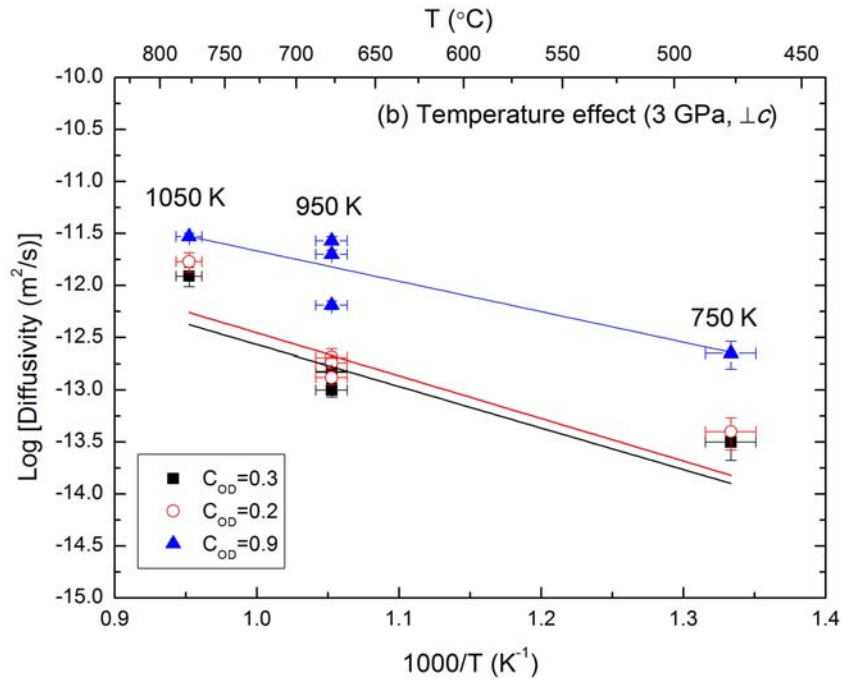 T (°C)
800 750 700 650 600 550 500 450
-10.0
(b) Temperature effect (3 GPa, ⊥c)
-10.5
-11.0
1050 K 950 K
-11.5
750 K
-12.0
-12.5
-13.0
-13.5
-14.0
-14.5
-15.0
Log [Diffusivity (m²/s)]
C_OD=0.3
C_OD=0.2
C_OD=0.9
0.9 1.0 1.1 1.2 1.3 1.4
1000/T (K⁻¹)